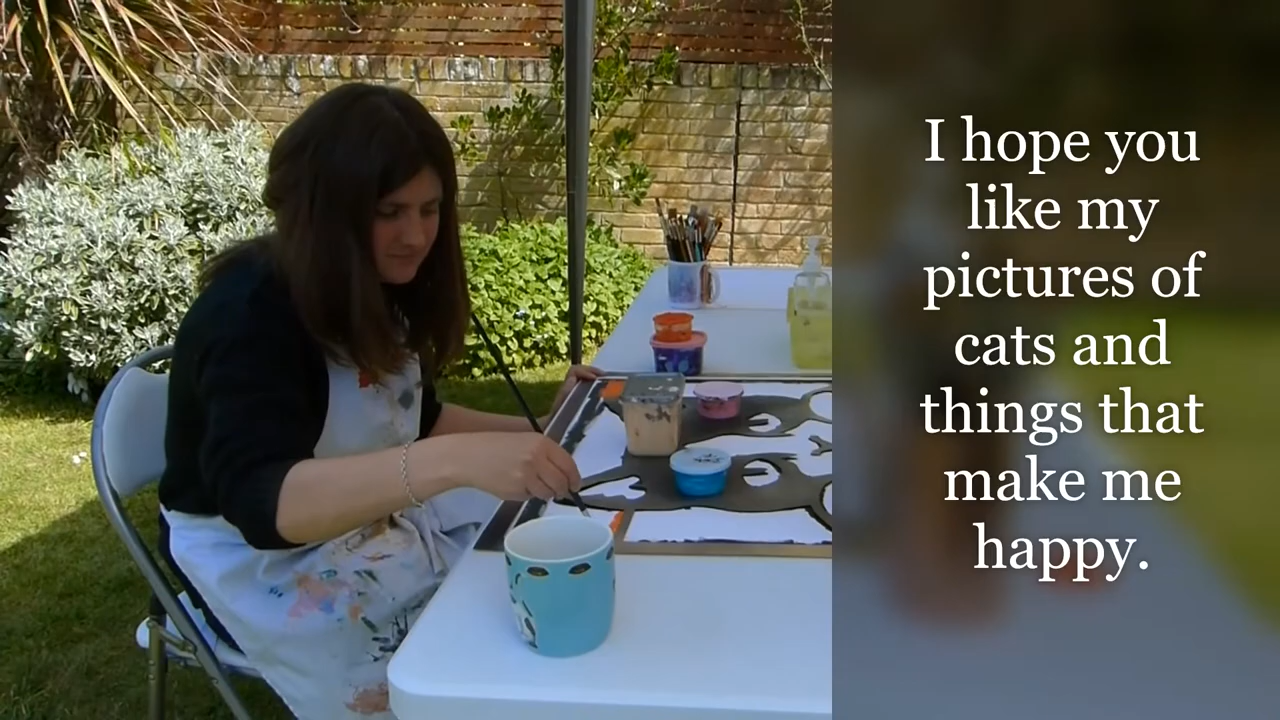 I hope you
like my
pictures of
cats and
things that
make me
happy.